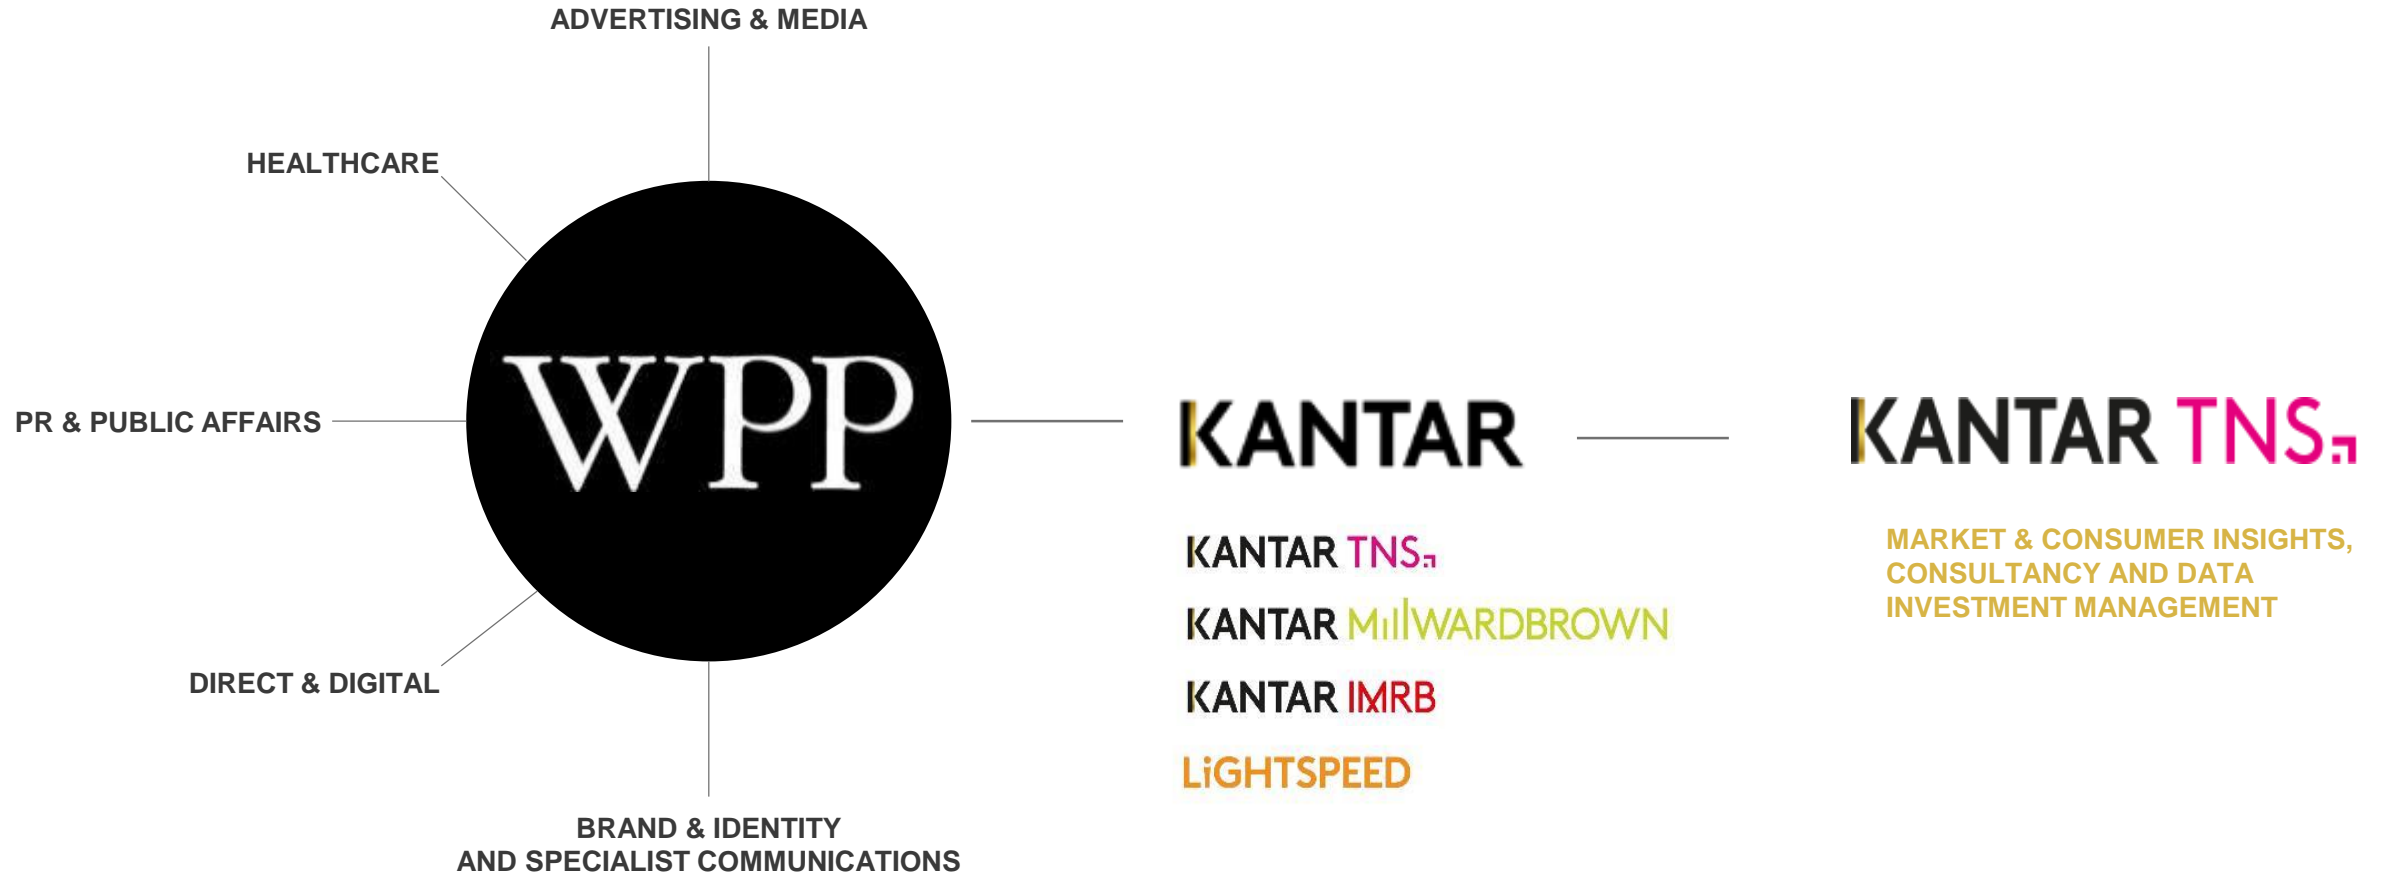 ADVERTISING & MEDIA
HEALTHCARE
PR & PUBLIC AFFAIRS
WPP
DIRECT & DIGITAL
BRAND & IDENTITY
AND SPECIALIST COMMUNICATIONS
KANTAR
KANTAR TNS
KANTAR MillWARDBROWN
KANTAR IMRB
LiGHTSPEED
KANTAR TNS
MARKET & CONSUMER INSIGHTS,
CONSULTANCY AND DATA
INVESTMENT MANAGEMENT